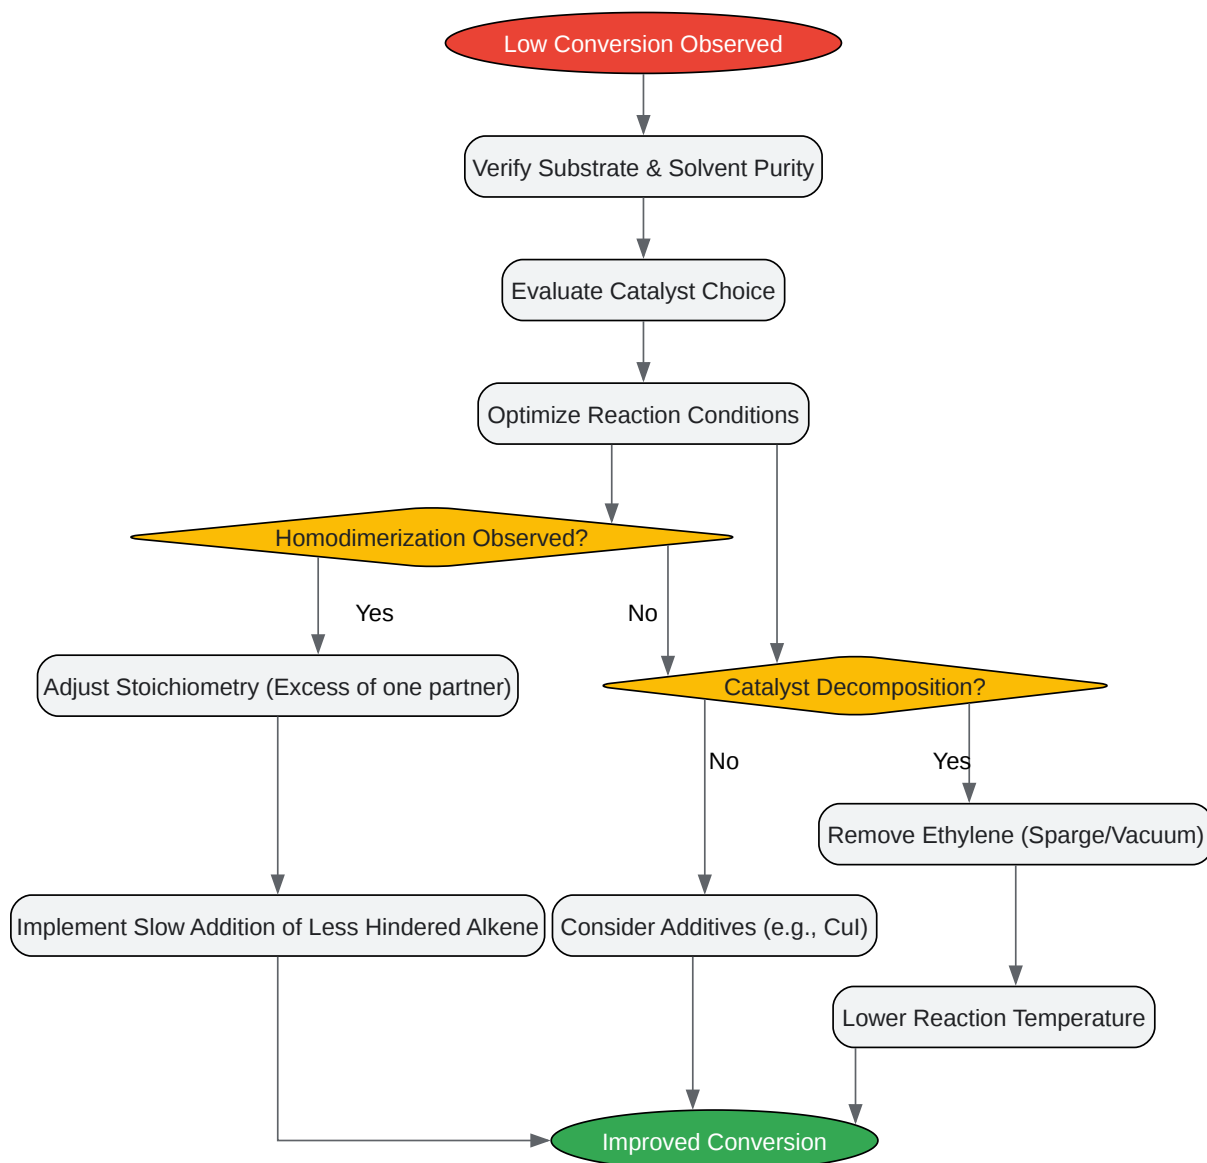 Low Conversion Observed
Verify Substrate & Solvent Purity
Evaluate Catalyst Choice
Optimize Reaction Conditions
Homodimerization Observed?
Yes
No
Adjust Stoichiometry (Excess of one partner)
Catalyst Decomposition?
No
Yes
Remove Ethylene (Sparge/Vacuum)
Implement Slow Addition of Less Hindered Alkene
Consider Additives (e.g., CuI)
Lower Reaction Temperature
Improved Conversion